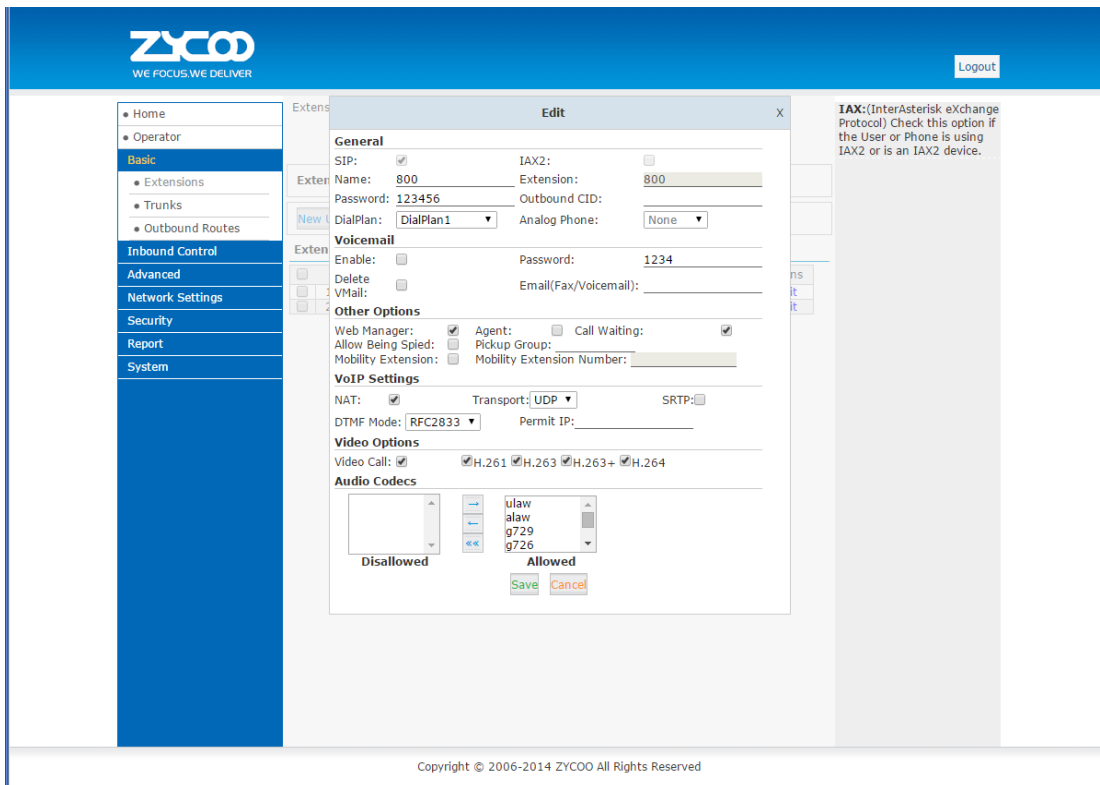 ZYCOO
WE FOCUS.WE DELIVER
Logout
Home
Operator
Basic
Extensions
Trunks
Outbound Routes
Inbound Control
Advanced
Network Settings
Security
Report
System
Edit X
General
SIP: IAX2:
Name: 800 Extension: 800
Password: 123456 Outbound CID:
DialPlan: DialPlan1 Analog Phone: None
Voicemail
Enable: Password: 1234
Delete VMail: Email(Fax/Voicemail):
Other Options
Web Manager: Agent: Call Waiting:
Allow Being Spied: Pickup Group:
Mobility Extension: Mobility Extension Number:
VoIP Settings
NAT: Transport: UDP SRTP:
DTMF Mode: RFC2833 Permit IP:
Video Options
Video Call: H.261 H.263 H.263+ H.264
Audio Codecs
ulaw
alaw
g729
g726
Disallowed Allowed
Save Cancel
IAX:(InterAsterisk eXchange
Protocol) Check this option if
the User or Phone is using
IAX2 or is an IAX2 device.
Copyright © 2006-2014 ZYCOO All Rights Reserved